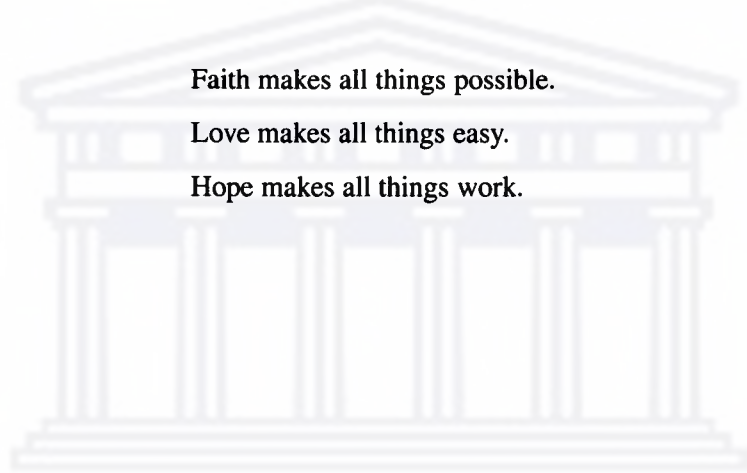 Faith makes all things possible.
Love makes all things easy.
Hope makes all things work.